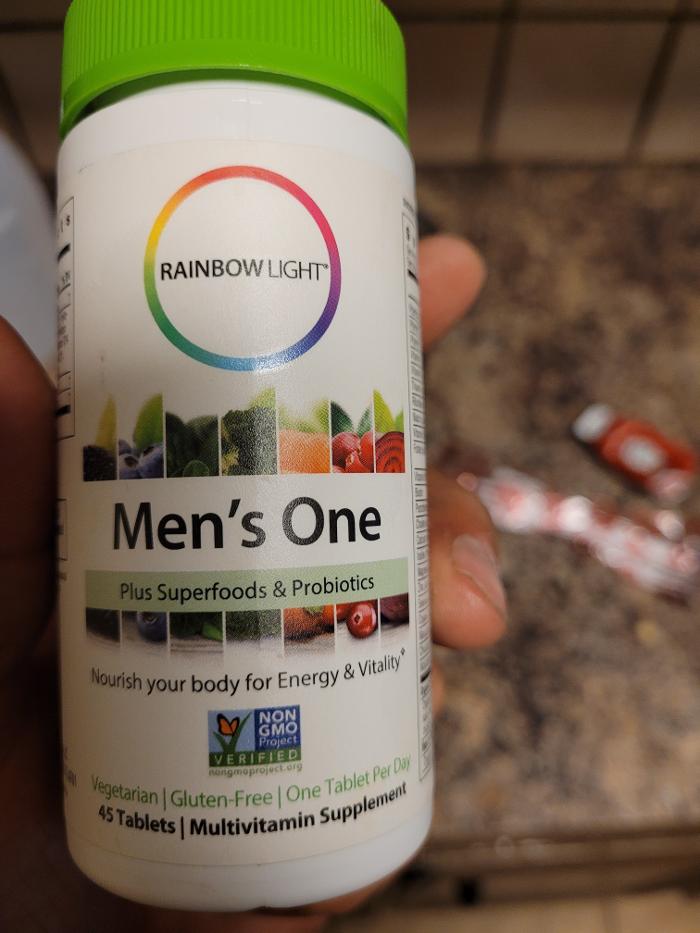 RAINBOW LIGHT®
Men's One
Plus Superfoods & Probiotics
Nourish your body for Energy & Vitality
NON
GMO
Project
VERIFIED
nongmoproject.org
Vegetarian | Gluten-Free | One Tablet Per Day
45 Tablets | Multivitamin Supplement